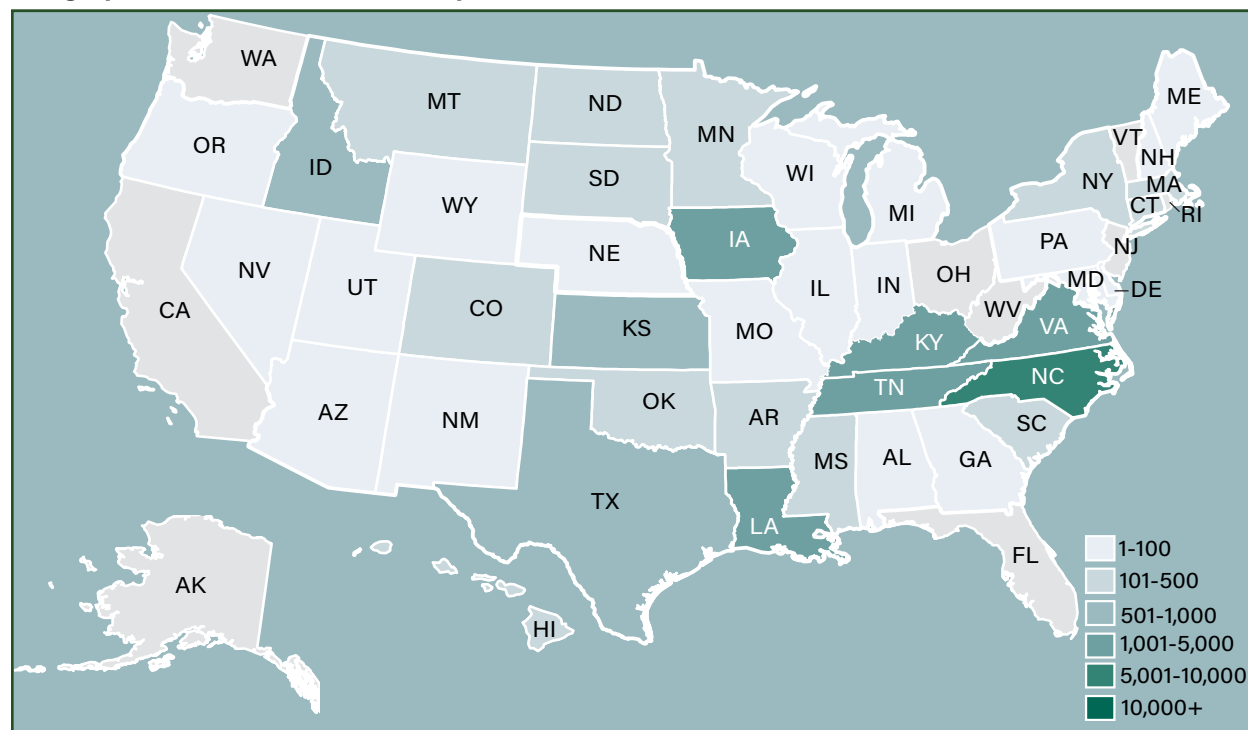 WA
MT
ND
MN
ME
VT
NH
OR
ID
SD
WI
MI
NY
MA
CT
RI
WY
IA
PA
NJ
NE
NV
UT
CO
IL
IN
OH
MD
DE
CA
KS
MO
KY
WV
VA
TN
NC
AZ
NM
OK
AR
SC
MS
AL
GA
TX
LA
FL
AK
HI
1-100
101-500
501-1,000
1,001-5,000
5,001-10,000
10,000+